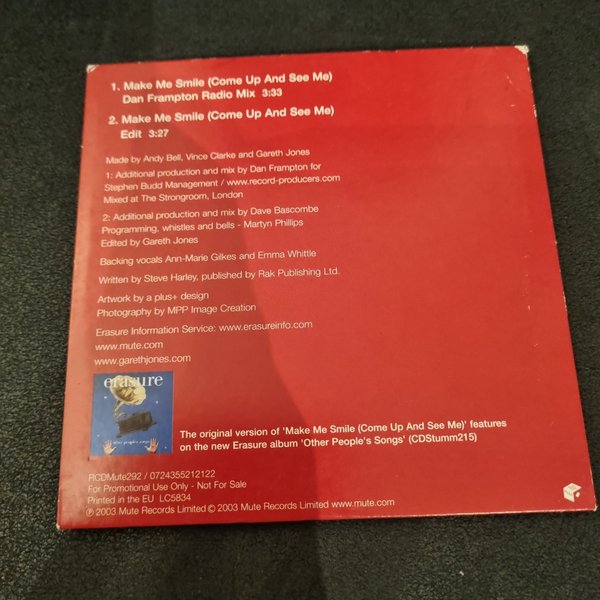 1. Make Me Smile (Come Up And See Me)
Dan Frampton Radio Mix 3:33
2. Make Me Smile (Come Up And See Me)
Edit 3:27
Made by Andy Bell, Vince Clarke and Gareth Jones
1: Additional production and mix by Dan Frampton for
Stephen Budd Management / www.record-producers.com
Mixed at The Strongroom, London
2: Additional production and mix by Dave Bascombe
Programming, whistles and bells - Martyn Phillips
Edited by Gareth Jones
Backing vocals Ann-Marie Gilkes and Emma Whittle
Written by Steve Harley, published by Rak Publishing Ltd.
Artwork by a plus+ design
Photography by MPP Image Creation
Erasure Information Service: www.erasureinfo.com
www.mute.com
www.garethjones.com
erasure
other people's songs
The original version of 'Make Me Smile (Come Up And See Me)' features
on the new Erasure album 'Other People's Songs' (CDStumm215)
RCDMute292 / 0724355212122
For Promotional Use Only - Not For Sale
Printed in the EU LC5834
℗ 2003 Mute Records Limited © 2003 Mute Records Limited www.mute.com